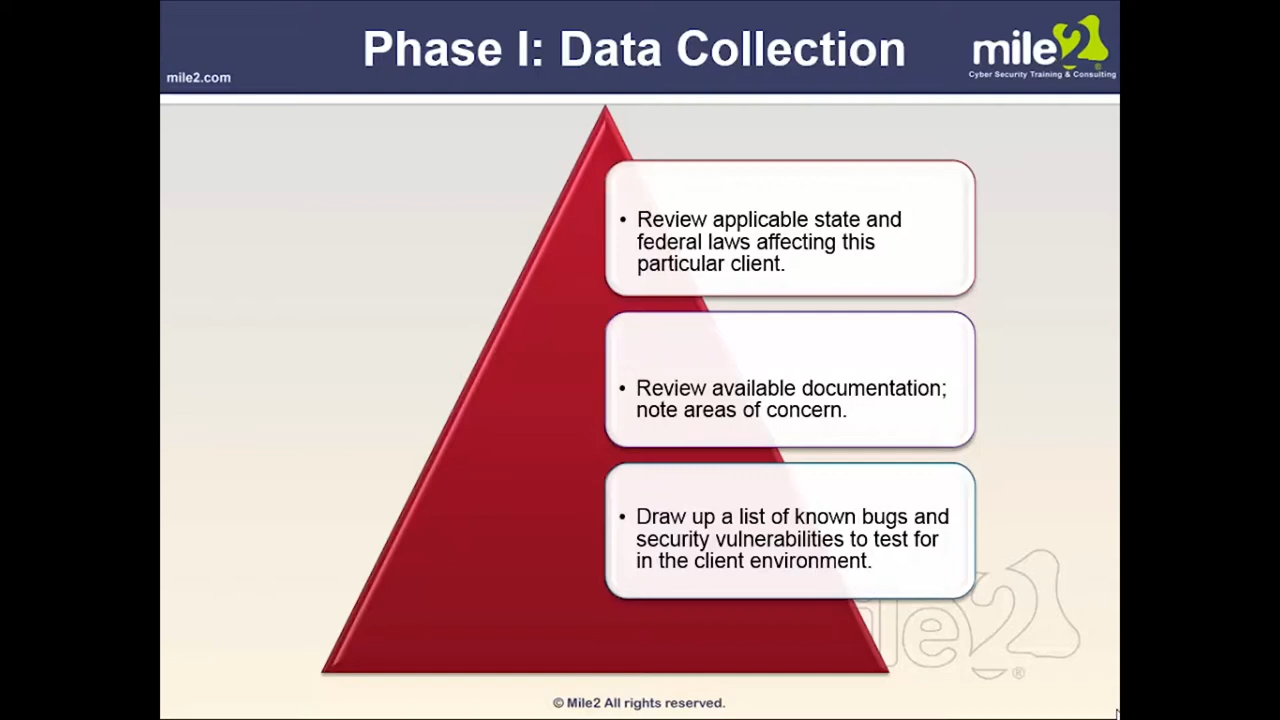 Phase I: Data Collection
mile2.com
mile2
Cyber Security Training & Consulting
• Review applicable state and
federal laws affecting this
particular client.
• Review available documentation;
note areas of concern.
• Draw up a list of known bugs and
security vulnerabilities to test for
in the client environment.
mile2®
© Mile2 All rights reserved.